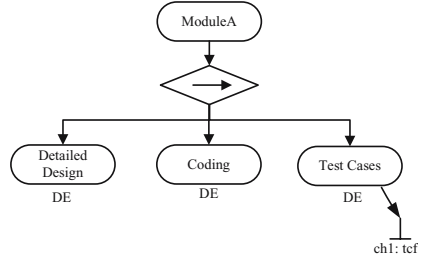 ModuleA
Detailed
Design
Coding
Test Cases
DE
DE
DE
ch1: tcf